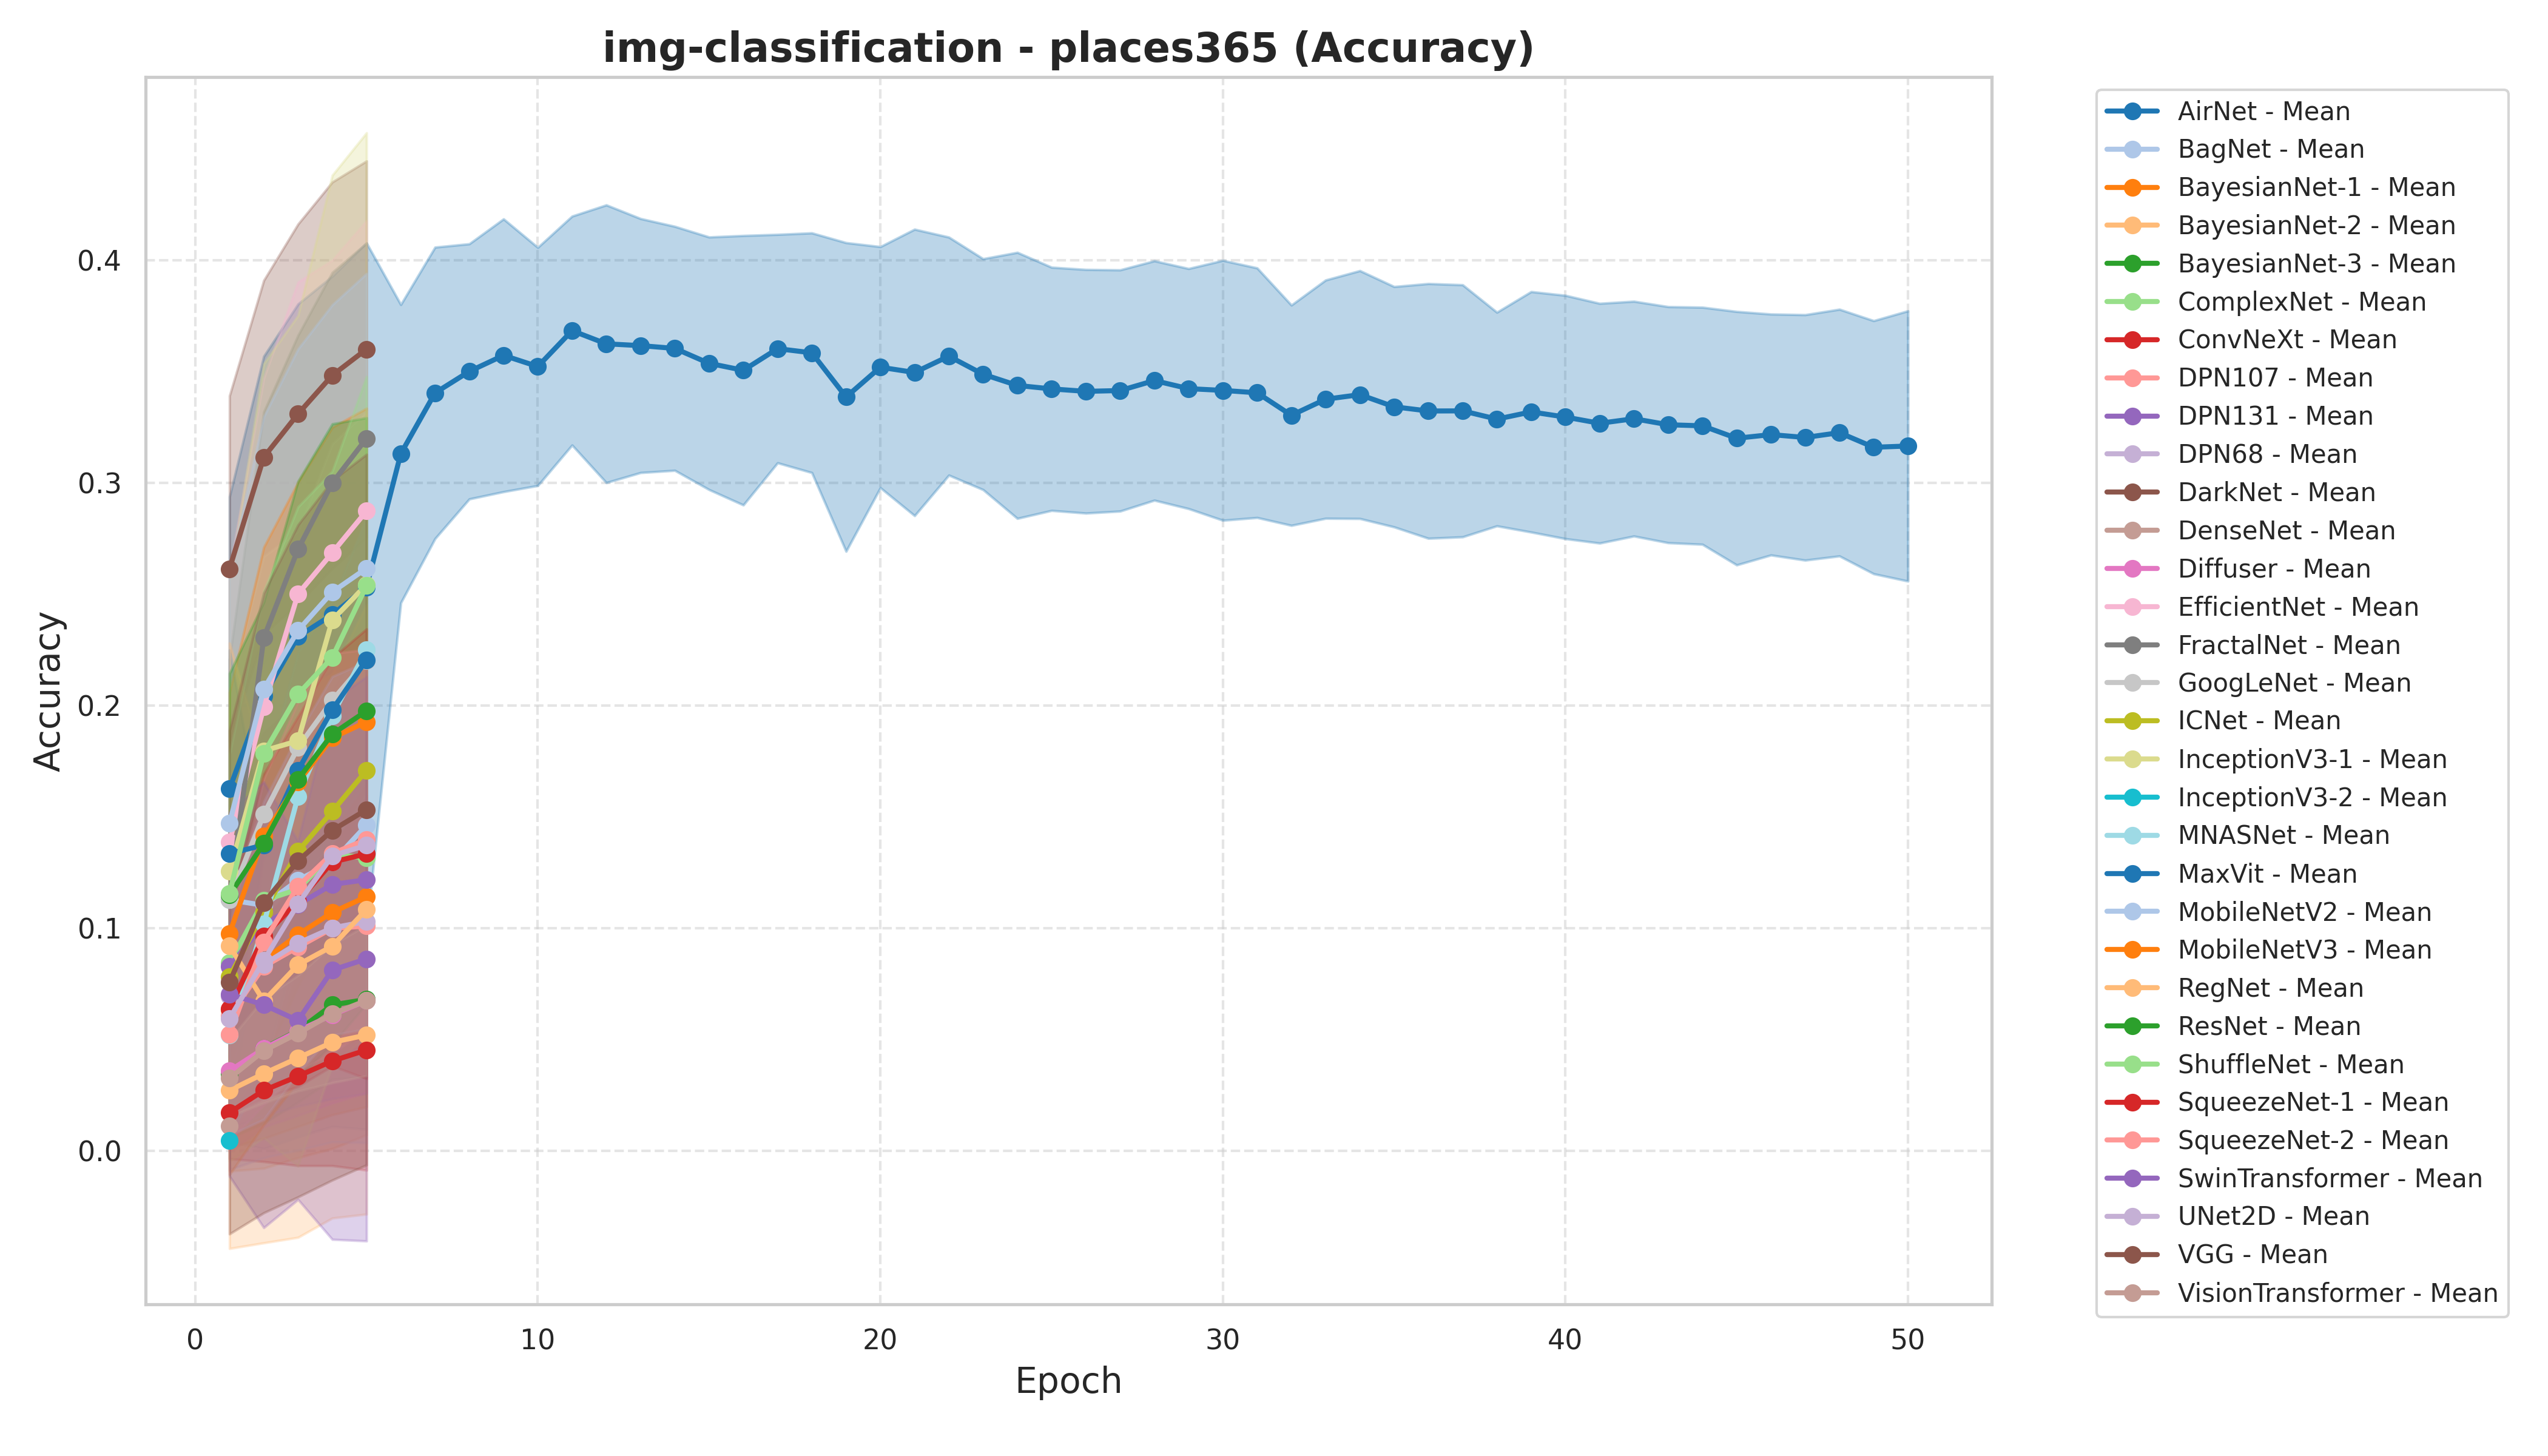 img-classification - places365 (Accuracy)
Accuracy
0.4
0.3
0.2
0.1
0.0
0
10
20
30
40
50
Epoch
AirNet - Mean
BagNet - Mean
BayesianNet-1 - Mean
BayesianNet-2 - Mean
BayesianNet-3 - Mean
ComplexNet - Mean
ConvNeXt - Mean
DPN107 - Mean
DPN131 - Mean
DPN68 - Mean
DarkNet - Mean
DenseNet - Mean
Diffuser - Mean
EfficientNet - Mean
FractalNet - Mean
GoogLeNet - Mean
ICNet - Mean
InceptionV3-1 - Mean
InceptionV3-2 - Mean
MNASNet - Mean
MaxVit - Mean
MobileNetV2 - Mean
MobileNetV3 - Mean
RegNet - Mean
ResNet - Mean
ShuffleNet - Mean
SqueezeNet-1 - Mean
SqueezeNet-2 - Mean
SwinTransformer - Mean
UNet2D - Mean
VGG - Mean
VisionTransformer - Mean